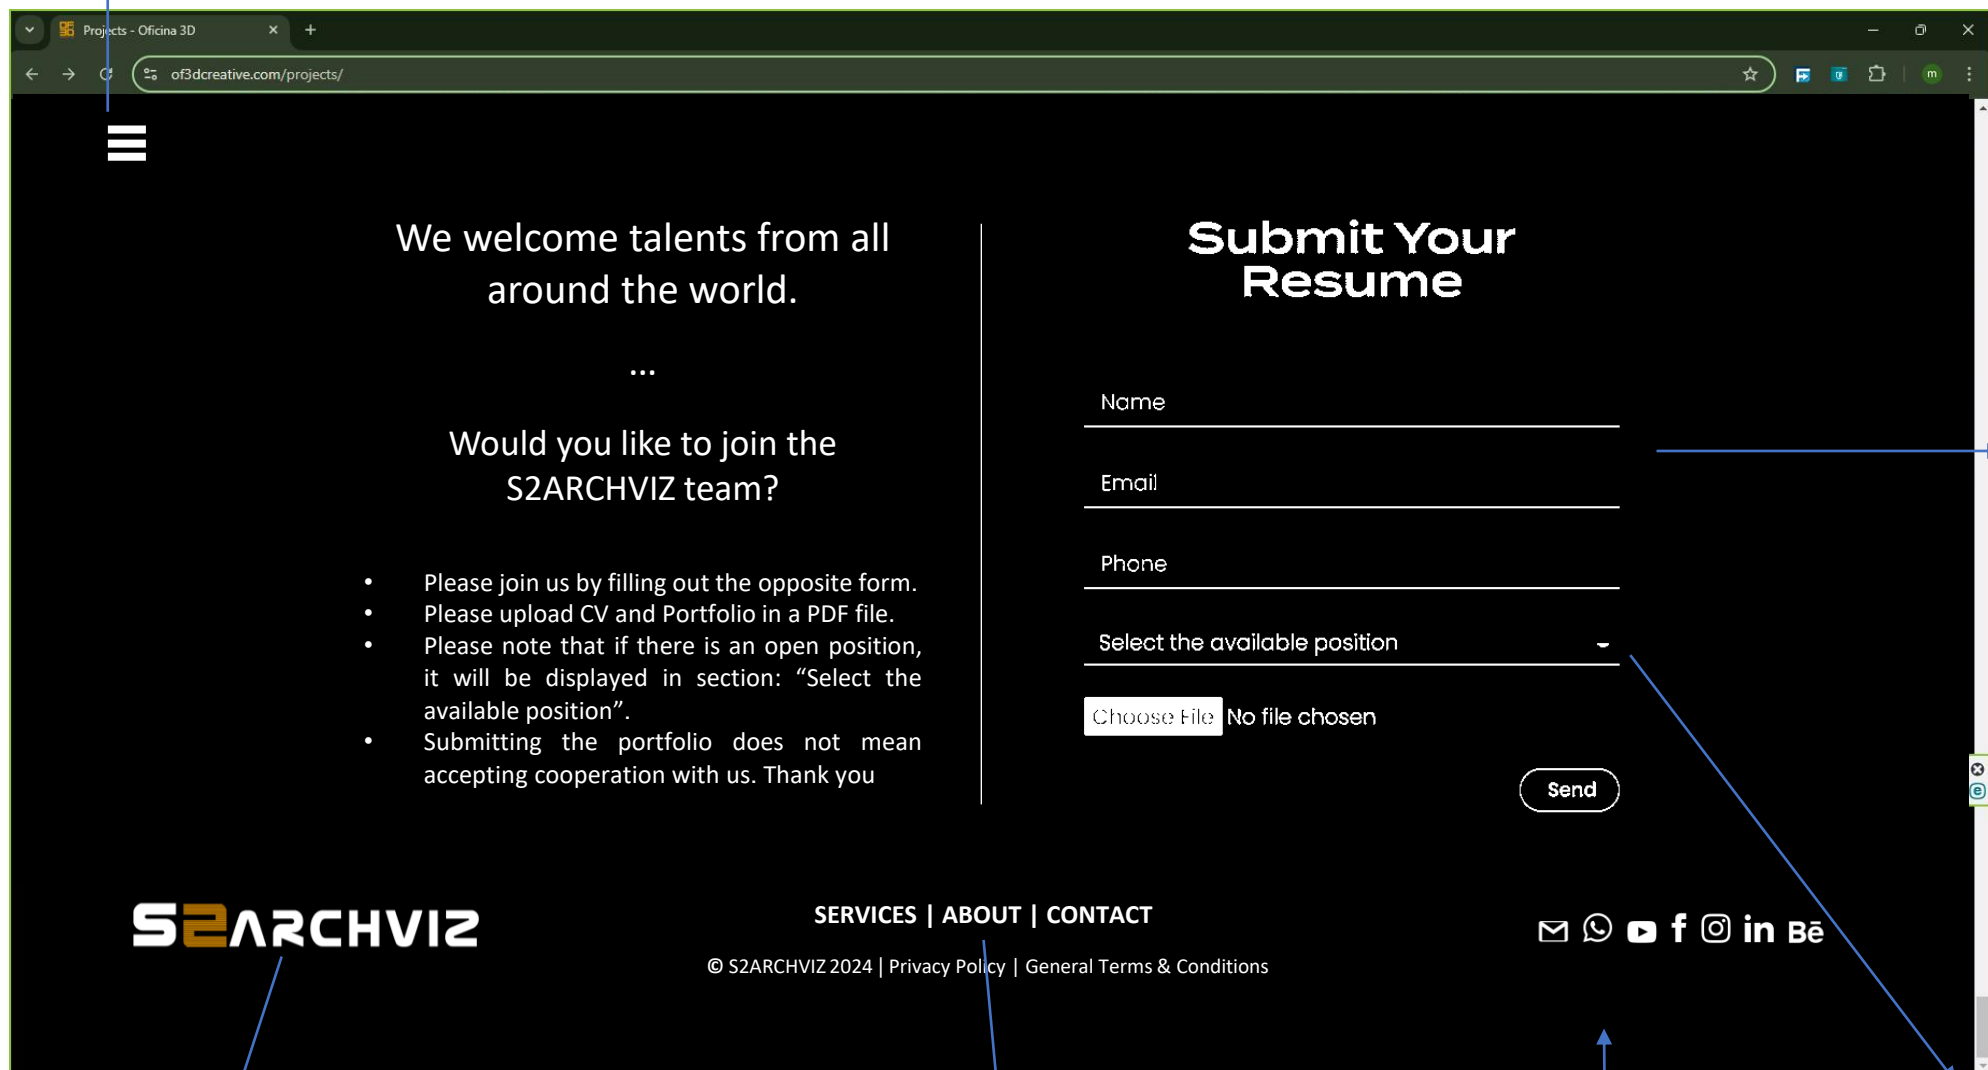 Projects - Oficina 3D
of3dcreative.com/projects/
m
We welcome talents from all
around the world.
...
Would you like to join the
S2ARCHVIZ team?
• Please join us by filling out the opposite form.
• Please upload CV and Portfolio in a PDF file.
• Please note that if there is an open position,
it will be displayed in section: “Select the
available position”.
• Submitting the portfolio does not mean
accepting cooperation with us. Thank you
Submit Your
Resume
Name
Email
Phone
Select the available position
Choose File No file chosen
Send
S2ARCHVIZ
SERVICES | ABOUT | CONTACT
© S2ARCHVIZ 2024 | Privacy Policy | General Terms & Conditions
f in Bē